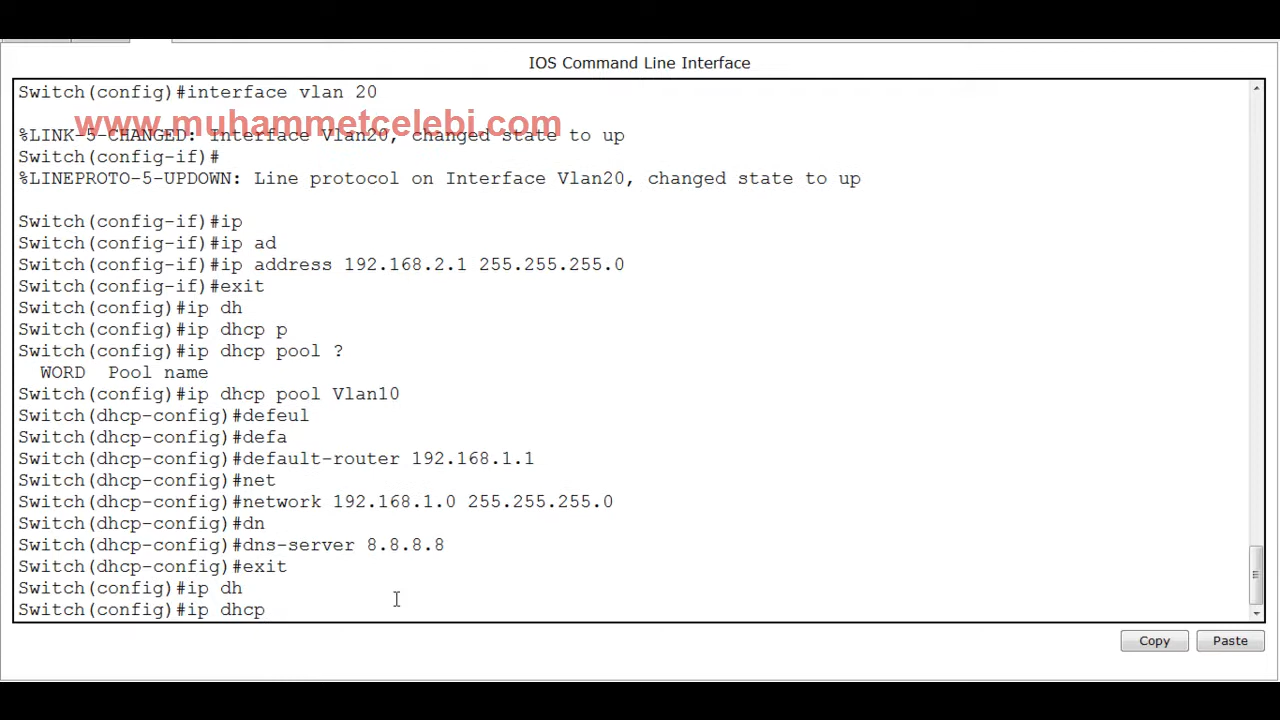 IOS Command Line Interface
Switch(config)#interface vlan 20
www.muhammetcelebi.com
%LINK-5-CHANGED: Interface Vlan20, changed state to up
Switch(config-if)#
%LINEPROTO-5-UPDOWN: Line protocol on Interface Vlan20, changed state to up
Switch(config-if)#ip
Switch(config-if)#ip ad
Switch(config-if)#ip address 192.168.2.1 255.255.255.0
Switch(config-if)#exit
Switch(config)#ip dh
Switch(config)#ip dhcp p
Switch(config)#ip dhcp pool ?
WORD  Pool name
Switch(config)#ip dhcp pool Vlan10
Switch(dhcp-config)#defeul
Switch(dhcp-config)#defa
Switch(dhcp-config)#default-router 192.168.1.1
Switch(dhcp-config)#net
Switch(dhcp-config)#network 192.168.1.0 255.255.255.0
Switch(dhcp-config)#dn
Switch(dhcp-config)#dns-server 8.8.8.8
Switch(dhcp-config)#exit
Switch(config)#ip dh
Switch(config)#ip dhcp
Copy
Paste